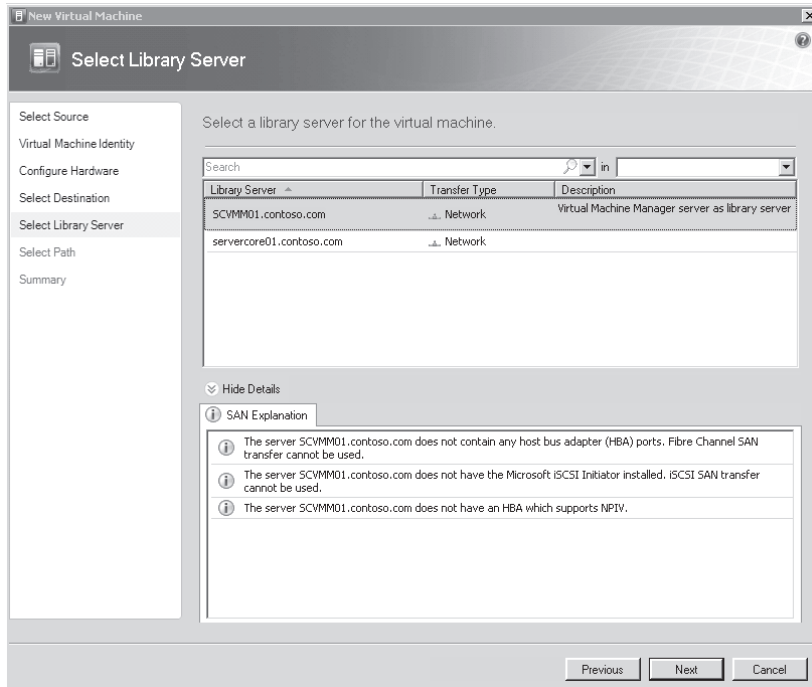 New Virtual Machine
Select Library Server
Select Source
Virtual Machine Identity
Configure Hardware
Select Destination
Select Library Server
Select Path
Summary
Select a library server for the virtual machine.
Search in
Library Server Transfer Type Description
SCVMM01.contoso.com Network Virtual Machine Manager server as library server
servercore01.contoso.com Network
Hide Details
SAN Explanation
The server SCVMM01.contoso.com does not contain any host bus adapter (HBA) ports. Fibre Channel SAN
transfer cannot be used.
The server SCVMM01.contoso.com does not have the Microsoft iSCSI Initiator installed. iSCSI SAN transfer
cannot be used.
The server SCVMM01.contoso.com does not have an HBA which supports NPIV.
Previous Next Cancel